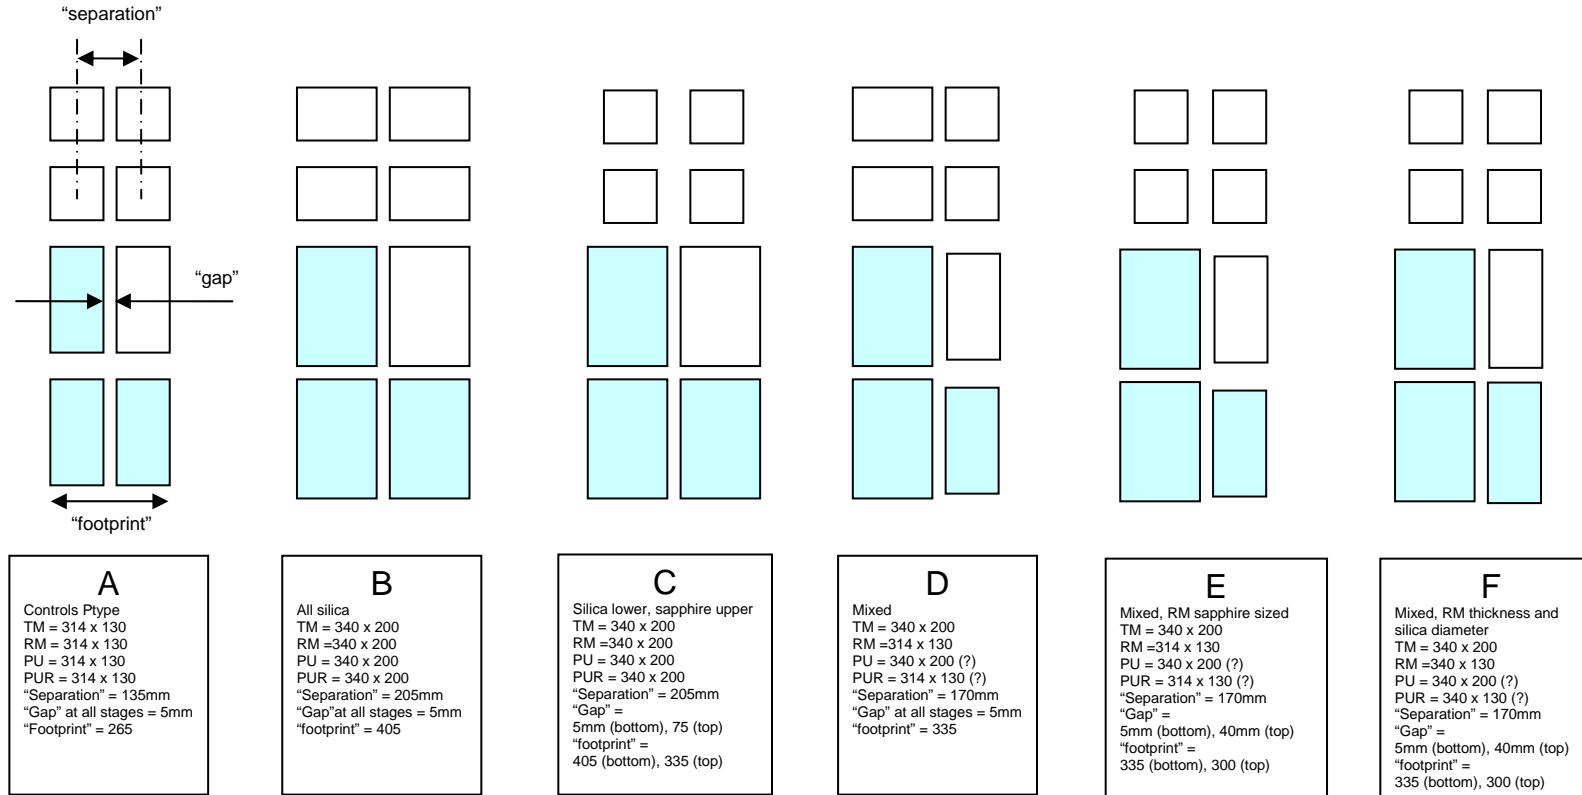 “separation”
“gap”
“footprint”
A
Controls Ptype
TM = 314 x 130
RM = 314 x 130
PU = 314 x 130
PUR = 314 x 130
“Separation” = 135mm
“Gap” at all stages = 5mm
“Footprint” = 265
B
All silica
TM = 340 x 200
RM =340 x 200
PU = 340 x 200
PUR = 340 x 200
“Separation” = 205mm
“Gap”at all stages = 5mm
“footprint” = 405
C
Silica lower, sapphire upper
TM = 340 x 200
RM =340 x 200
PU = 340 x 200
PUR = 340 x 200
“Separation” = 205mm
“Gap” =
5mm (bottom), 75 (top)
“footprint” =
405 (bottom), 335 (top)
D
Mixed
TM = 340 x 200
RM =314 x 130
PU = 340 x 200 (?)
PUR = 314 x 130 (?)
“Separation” = 170mm
“Gap” at all stages = 5mm
“footprint” = 335
E
Mixed, RM sapphire sized
TM = 340 x 200
RM =314 x 130
PU = 340 x 200 (?)
PUR = 314 x 130 (?)
“Separation” = 170mm
“Gap” =
5mm (bottom), 40mm (top)
“footprint” =
335 (bottom), 300 (top)
F
Mixed, RM thickness and
silica diameter
TM = 340 x 200
RM =340 x 130
PU = 340 x 200 (?)
PUR = 340 x 130 (?)
“Separation” = 170mm
“Gap” =
5mm (bottom), 40mm (top)
“footprint” =
335 (bottom), 300 (top)